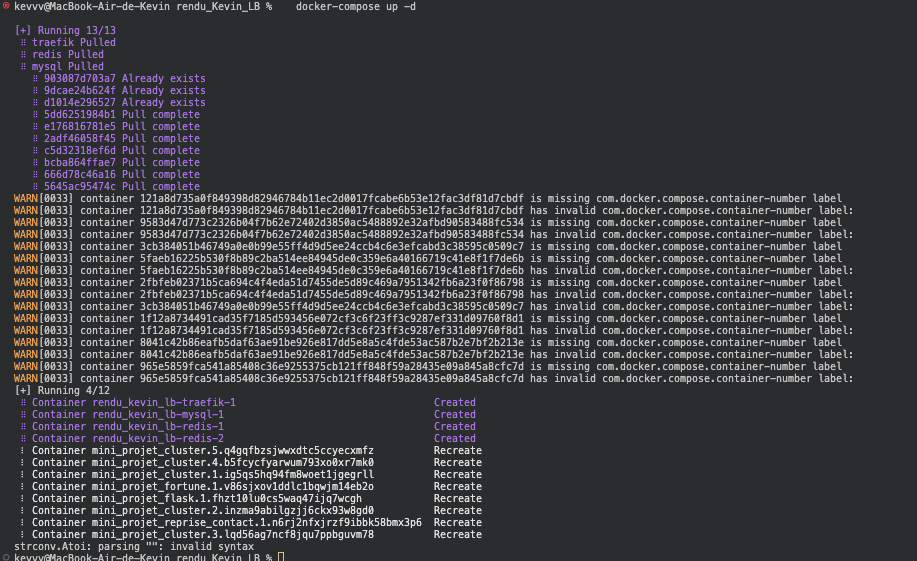 kevvv@MacBook-Air-de-Kevin rendu_Kevin_LB %    docker-compose up -d
[+] Running 13/13
⠿ traefik Pulled
⠿ redis Pulled
⠿ mysql Pulled
⠿ 903087d703a7 Already exists
⠿ 9dcae24b624f Already exists
⠿ d1014e296527 Already exists
⠿ 5dd6251984b1 Pull complete
⠿ e176816781e5 Pull complete
⠿ 2adf46058f45 Pull complete
⠿ c5d32318ef6d Pull complete
⠿ bcba864ffae7 Pull complete
⠿ 666d78c46a16 Pull complete
⠿ 5645ac95474c Pull complete
WARN[0033] container 121a8d735a0f849398d82946784b11ec2d0017fcabe6b53e12fac3df81d7cbdf is missing com.docker.compose.container-number label
WARN[0033] container 121a8d735a0f849398d82946784b11ec2d0017fcabe6b53e12fac3df81d7cbdf has invalid com.docker.compose.container-number label:
WARN[0033] container 9583d47d773c2326b04f7b62e72402d3850ac5488892e32afbd90583488fc534 is missing com.docker.compose.container-number label
WARN[0033] container 9583d47d773c2326b04f7b62e72402d3850ac5488892e32afbd90583488fc534 has invalid com.docker.compose.container-number label:
WARN[0033] container 3cb384051b46749a0e0b99e55ff4d9d5ee24ccb4c6e3efcabd3c38595c0509c7 is missing com.docker.compose.container-number label
WARN[0033] container 5faeb16225b530f8b89c2ba514ee84945de0c359e6a40166719c41e8f1f7de6b is missing com.docker.compose.container-number label
WARN[0033] container 5faeb16225b530f8b89c2ba514ee84945de0c359e6a40166719c41e8f1f7de6b has invalid com.docker.compose.container-number label:
WARN[0033] container 2fbfeb02371b5ca694c4f4eda51d7455de5d89c469a7951342fb6a23f0f86798 is missing com.docker.compose.container-number label
WARN[0033] container 2fbfeb02371b5ca694c4f4eda51d7455de5d89c469a7951342fb6a23f0f86798 has invalid com.docker.compose.container-number label:
WARN[0033] container 3cb384051b46749a0e0b99e55ff4d9d5ee24ccb4c6e3efcabd3c38595c0509c7 has invalid com.docker.compose.container-number label:
WARN[0033] container 1f12a8734491cad35f7185d593456e072cf3c6f23ff3c9287ef331d09760f8d1 is missing com.docker.compose.container-number label
WARN[0033] container 1f12a8734491cad35f7185d593456e072cf3c6f23ff3c9287ef331d09760f8d1 has invalid com.docker.compose.container-number label:
WARN[0033] container 8041c42b86eafb5daf63ae91be926e817dd5e8a5c4fde53ac587b2e7bf2b213e is missing com.docker.compose.container-number label
WARN[0033] container 8041c42b86eafb5daf63ae91be926e817dd5e8a5c4fde53ac587b2e7bf2b213e has invalid com.docker.compose.container-number label:
WARN[0033] container 965e5859fca541a85408c36e9255375cb121ff848f59a28435e09a845a8cfc7d is missing com.docker.compose.container-number label
WARN[0033] container 965e5859fca541a85408c36e9255375cb121ff848f59a28435e09a845a8cfc7d has invalid com.docker.compose.container-number label:
[+] Running 4/12
⠿ Container rendu_kevin_lb-traefik-1 Created
⠿ Container rendu_kevin_lb-mysql-1 Created
⠿ Container rendu_kevin_lb-redis-1 Created
⠿ Container rendu_kevin_lb-redis-2 Created
⠸ Container mini_projet_cluster.5.q4gqfbzsjwwxdtc5ccyecxmfz Recreate
⠸ Container mini_projet_cluster.4.b5fcycfyarwum793xo0xr7mk0 Recreate
⠸ Container mini_projet_cluster.1.ig5qs5hq94fm8woet1jgegrll Recreate
⠸ Container mini_projet_fortune.1.v86sjxov1ddlc1bqwjm14eb2o Recreate
⠸ Container mini_projet_flask.1.fhzt10lu0cs5waq47ijq7wcgh Recreate
⠸ Container mini_projet_cluster.2.inzma9abilgzjj6ckx93w8gd0 Recreate
⠸ Container mini_projet_reprise_contact.1.n6rj2nfxjrzf9ibbk58bmx3p6 Recreate
⠸ Container mini_projet_cluster.3.lqd56ag7ncf8jqu7ppbguvm78 Recreate
strconv.Atoi: parsing "": invalid syntax
kevvv@MacBook-Air-de-Kevin rendu_Kevin_LB %